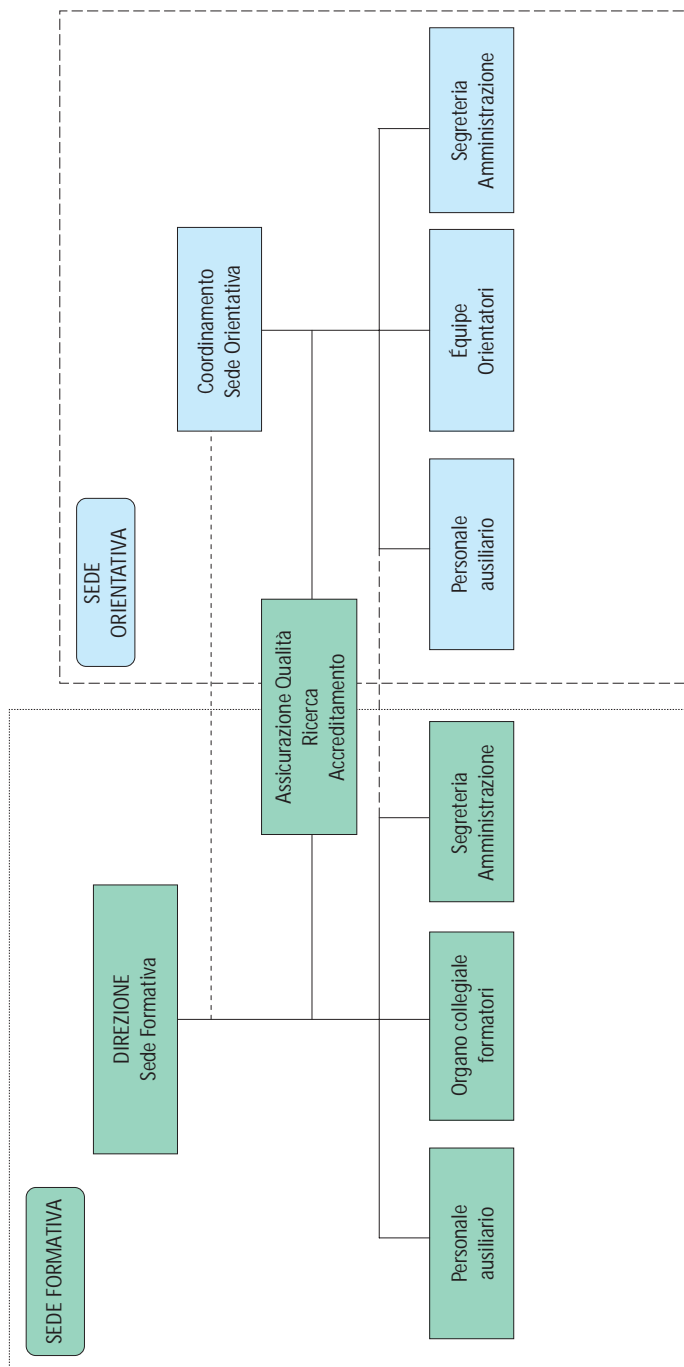 SEDE FORMATIVA
DIREZIONE
Sede Formativa
Personale
ausiliario
Organo collegiale
formatori
Segreteria
Amministrazione
Assicurazione Qualità
Ricerca
Accreditamento
SEDE
ORIENTATIVA
Coordinamento
Sede Orientativa
Personale
ausiliario
Équipe
Orientatori
Segreteria
Amministrazione